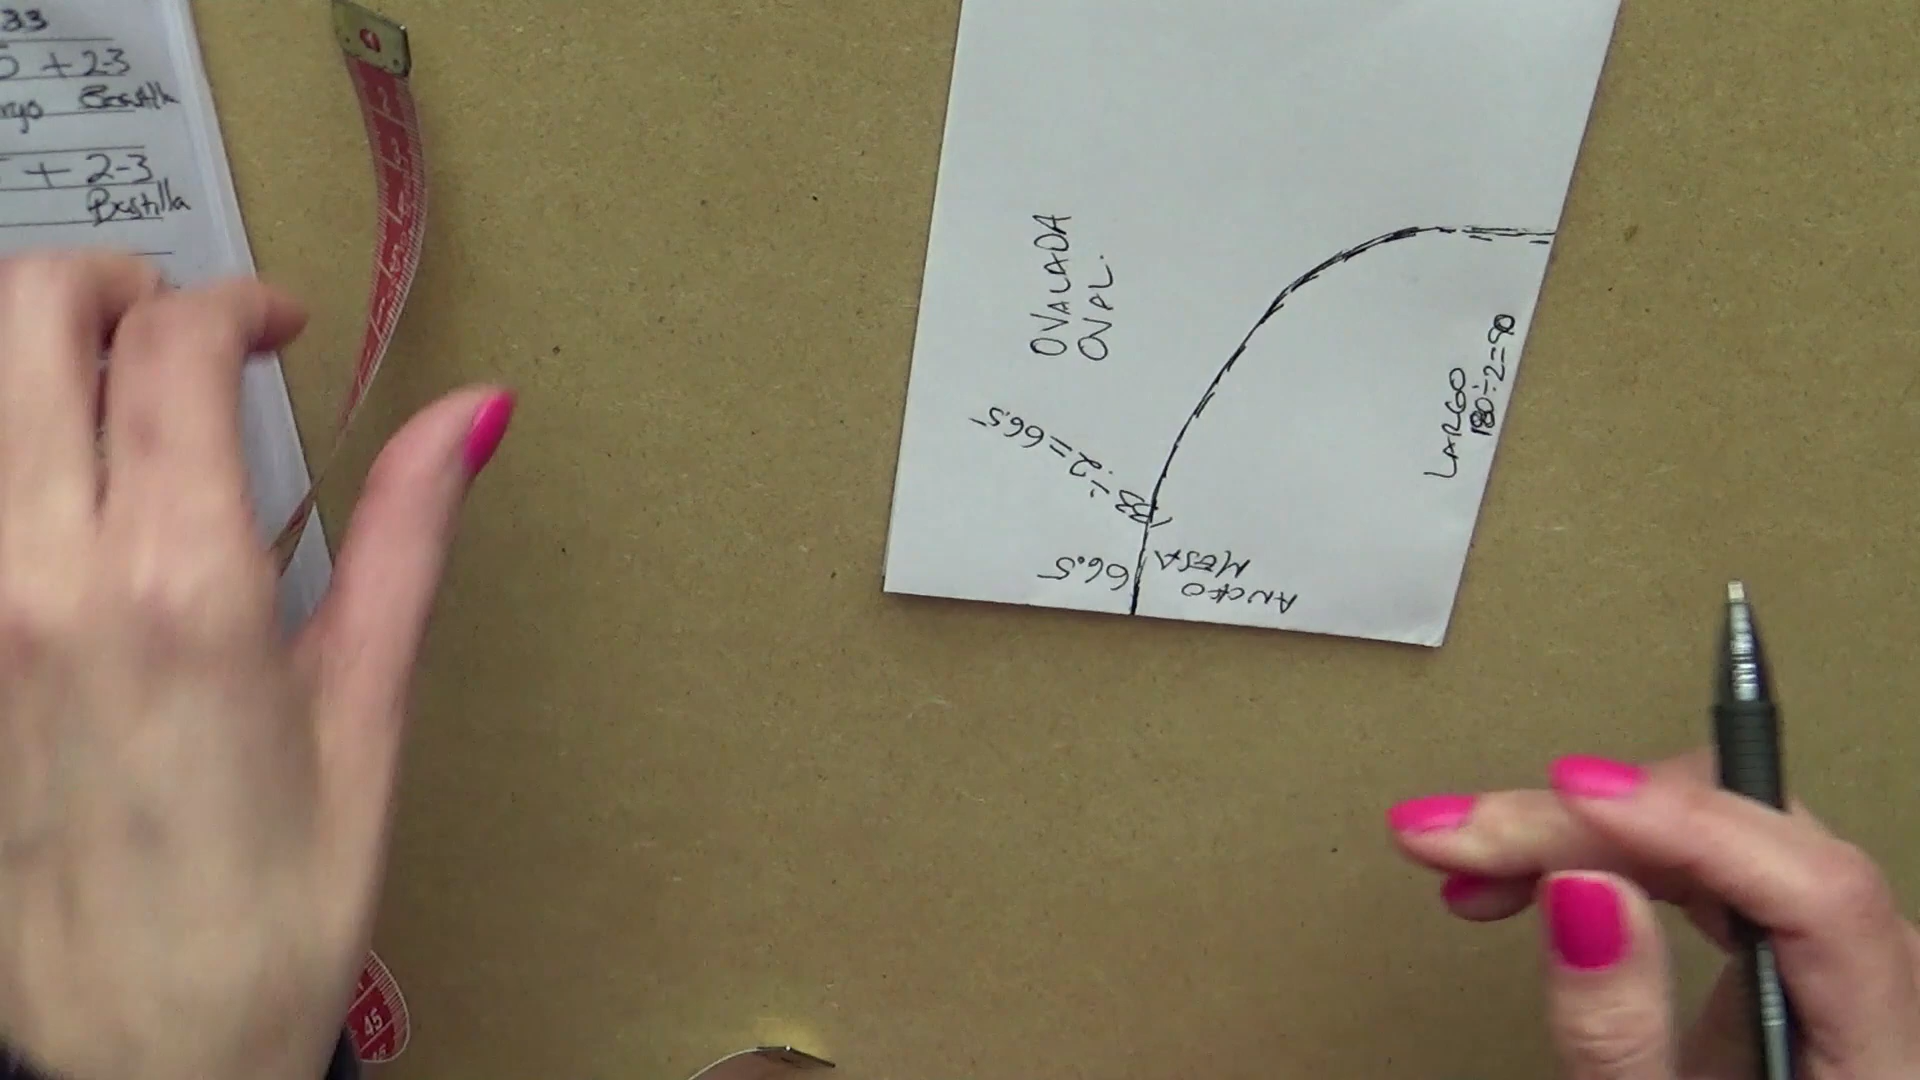 33
5 + 2-3
Bastilla
+ 2-3
Bastilla
OVALADA
OVAL.
133 ÷ 2 = 66.5
66.5
ANCHO
MESA
LARGO
180÷2=90
45